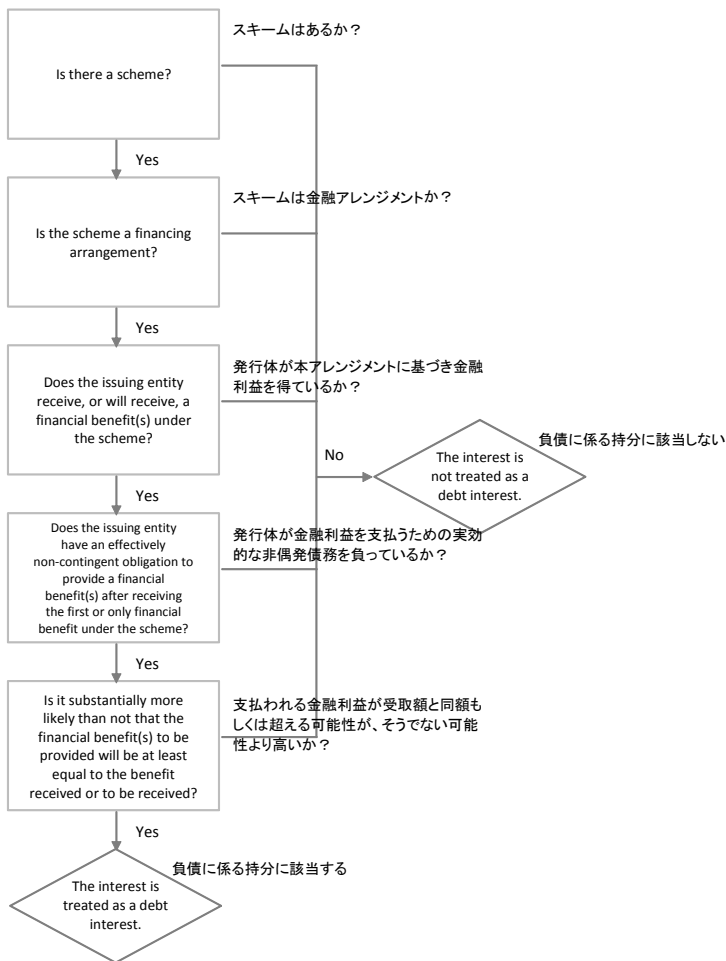 スキームはあるか？
Is there a scheme?
Yes
スキームは金融アレンジメントか？
Is the scheme a financing
arrangement?
Yes
発行体が本アレンジメントに基づき金融
利益を得ているか？
Does the issuing entity
receive, or will receive, a
financial benefit(s) under
the scheme?
No
負債に係る持分に該当しない
The interest is
not treated as a
debt interest.
Yes
発行体が金融利益を支払うための実効
的な非偶発債務を負っているか？
Does the issuing entity
have an effectively
non-contingent obligation to
provide a financial
benefit(s) after receiving
the first or only financial
benefit under the scheme?
Yes
支払われる金融利益が受取額と同額も
しくは超える可能性が、そうでない可能
性より高いか？
Is it substantially more
likely than not that the
financial benefit(s) to be
provided will be at least
equal to the benefit
received or to be received?
Yes
負債に係る持分に該当する
The interest is
treated as a debt
interest.